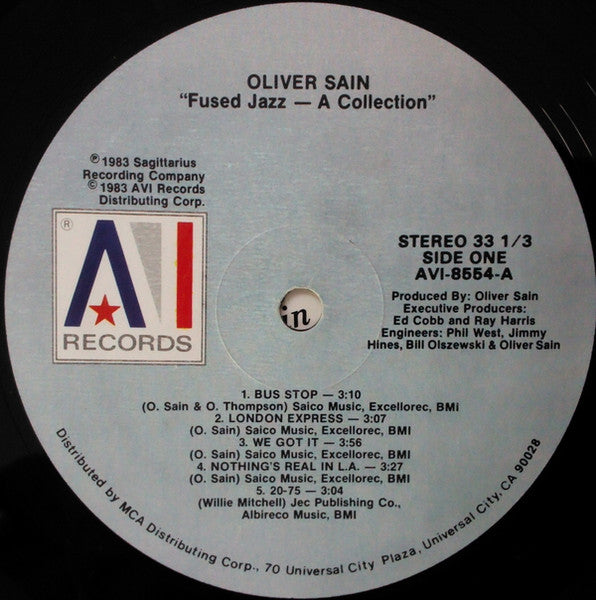 OLIVER SAIN
“Fused Jazz — A Collection”
℗ 1983 Sagittarius
Recording Company
© 1983 AVI Records
Distributing Corp.
®
AVI
RECORDS
STEREO 33 1/3
SIDE ONE
AVI-8554-A
Produced By: Oliver Sain
Executive Producers:
Ed Cobb and Ray Harris
Engineers: Phil West, Jimmy
Hines, Bill Olszewski & Oliver Sain
in
1. BUS STOP — 3:10
(O. Sain & O. Thompson) Saico Music, Excellorec, BMi
2. LONDON EXPRESS — 3:07
(O. Sain) Saico Music, Excellorec, BMI
3. WE GOT IT — 3:56
(O. Sain) Saico Music, Excellorec, BMI
4. NOTHING'S REAL IN L.A. — 3:27
(O. Sain) Saico Music, Excellorec, BMI
5. 20-75 — 3:04
(Willie Mitchell) Jec Publishing Co.,
Albireco Music, BMI
Distributed by MCA Distributing Corp., 70 Universal City Plaza, Universal City, CA 90028